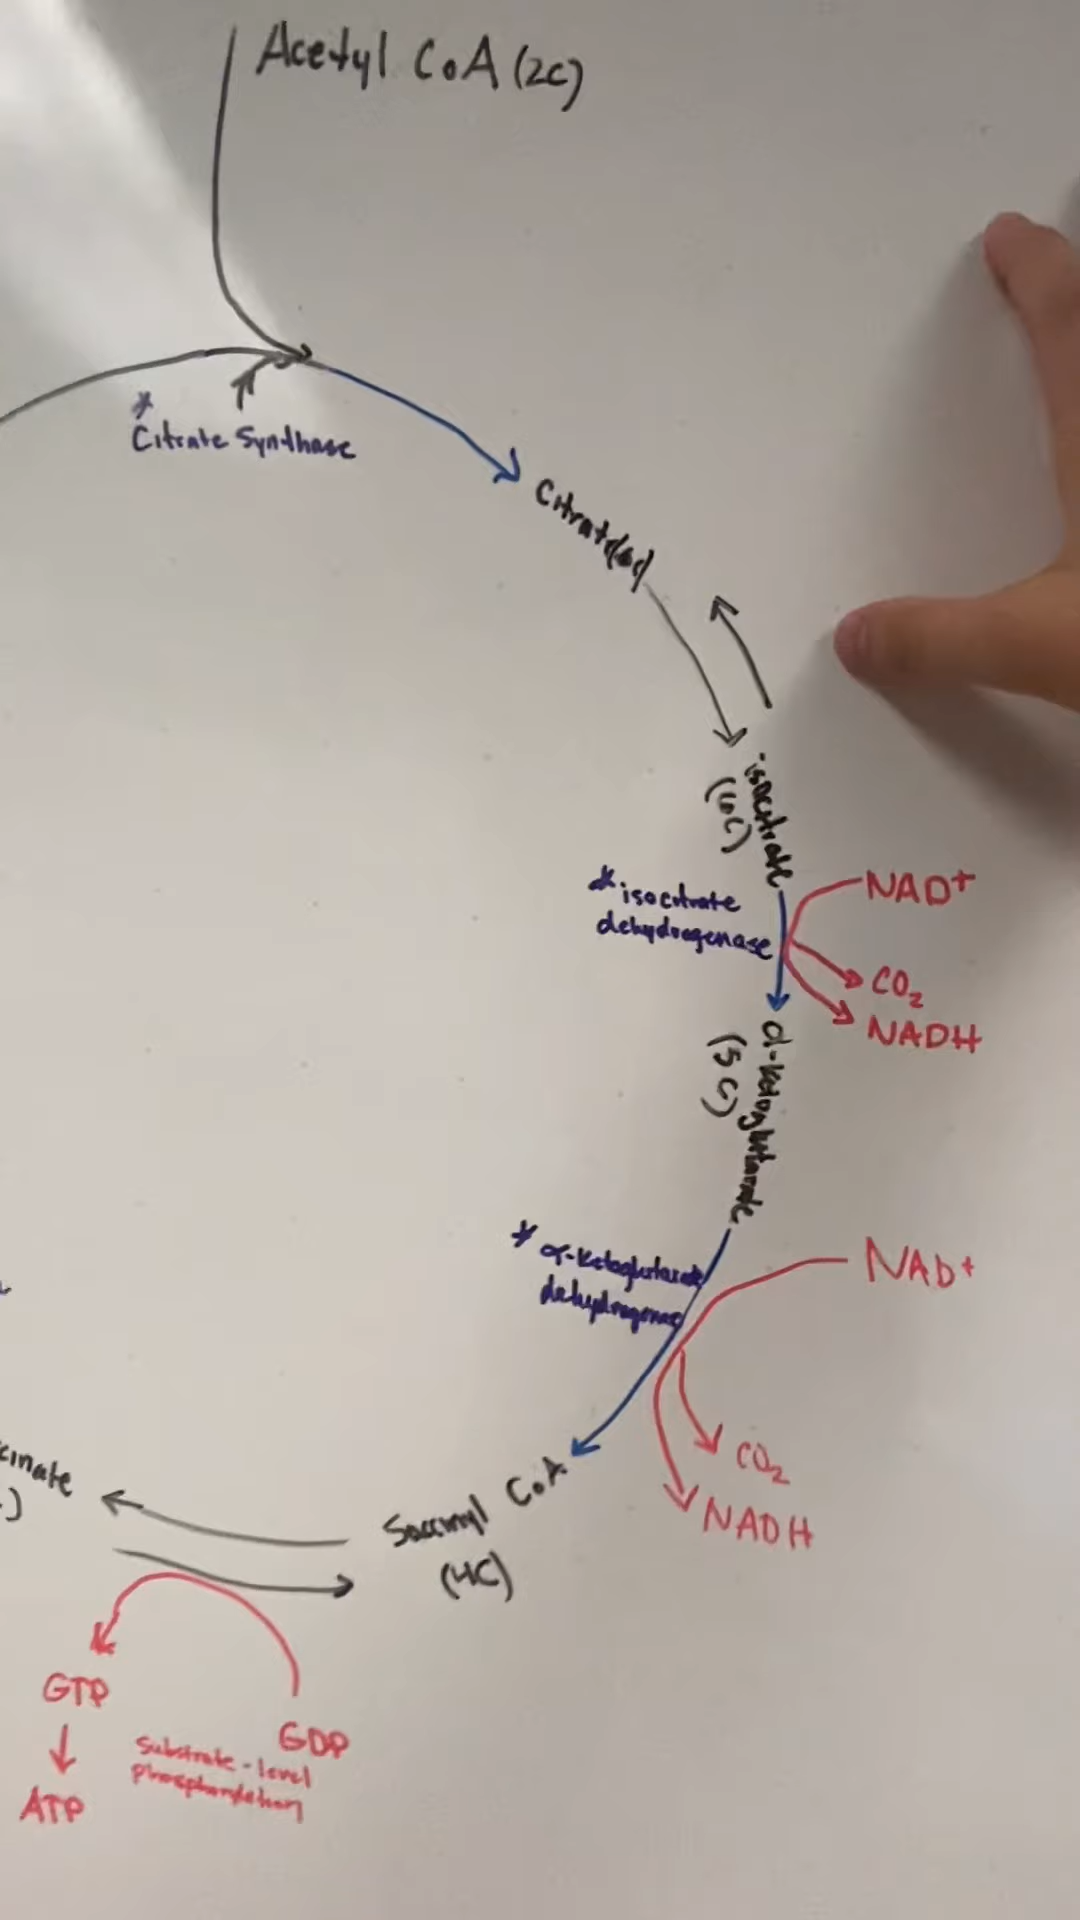 Acetyl CoA (2C)
*
Citrate Synthase
Citrate (6C)
isocitrate
(6C)
* isocitrate
dehydrogenase
NAD+
CO2
NADH
α-ketoglutarate
(5C)
* α-ketoglutarate
dehydrogenase
NAD+
CO2
NADH
Succinyl CoA
(4C)
cinate
GTP
GDP
Substrate-level
phosphorylation
ATP